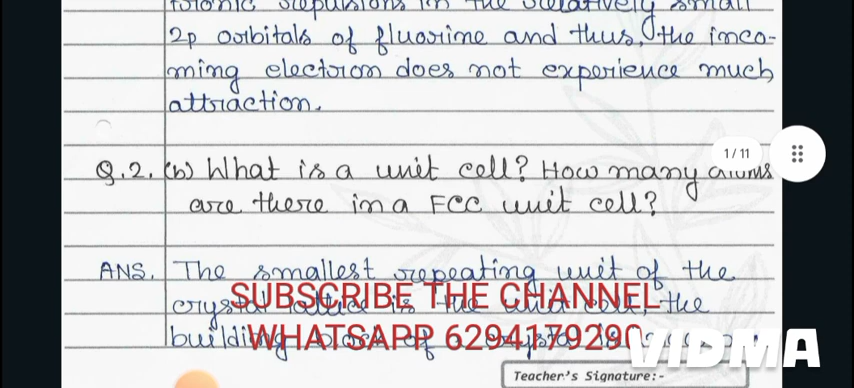 2p orbitals of fluorine and thus, the inco-
ming electron does not experience much
attraction.
1 / 11
Q.2. (b) What is a unit cell? How many atoms
are there in a FCC unit cell?
ANS. The smallest repeating unit of the
SUBSCRIBE THE CHANNEL
the
building
WHATSAPP 6294179290
VIDMA
Teacher's Signature:-